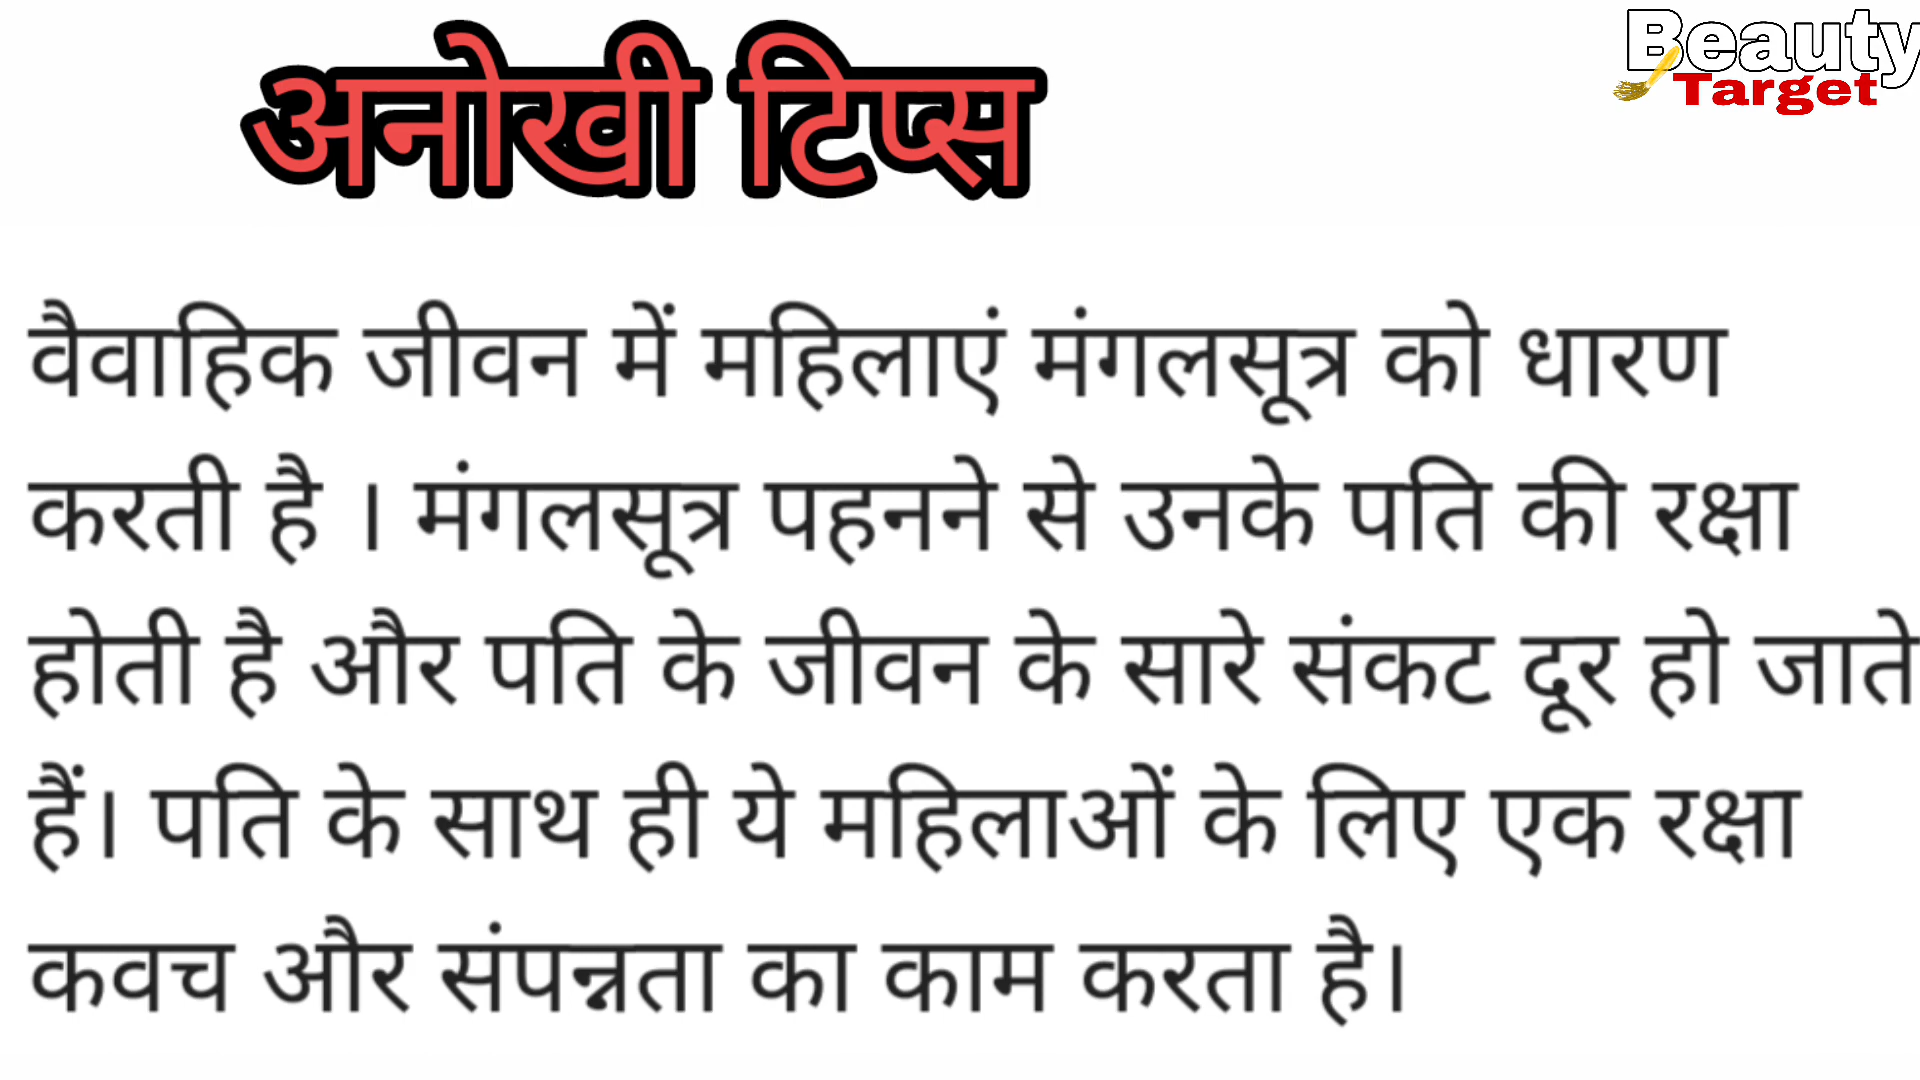 Beauty
Target
अनोखी टिप्स
वैवाहिक जीवन में महिलाएं मंगलसूत्र को धारण
करती है । मंगलसूत्र पहनने से उनके पति की रक्षा
होती है और पति के जीवन के सारे संकट दूर हो जाते
हैं। पति के साथ ही ये महिलाओं के लिए एक रक्षा
कवच और संपन्नता का काम करता है।